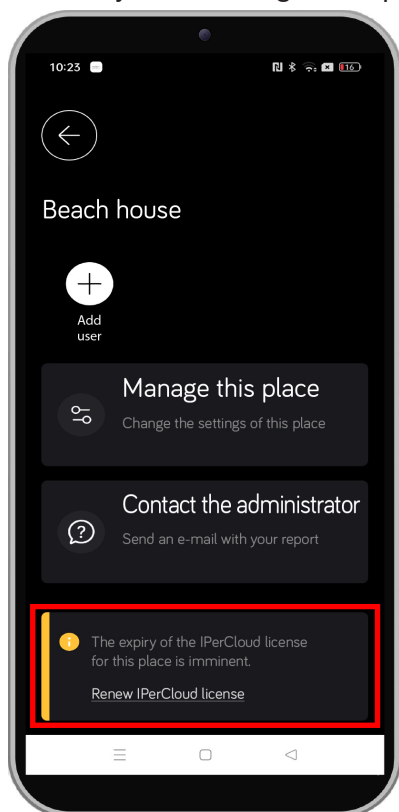 10:23
16
Beach house
Add
user
Manage this place
Change the settings of this place
Contact the administrator
Send an e-mail with your report
The expiry of the IPerCloud license
for this place is imminent.
Renew IPerCloud license